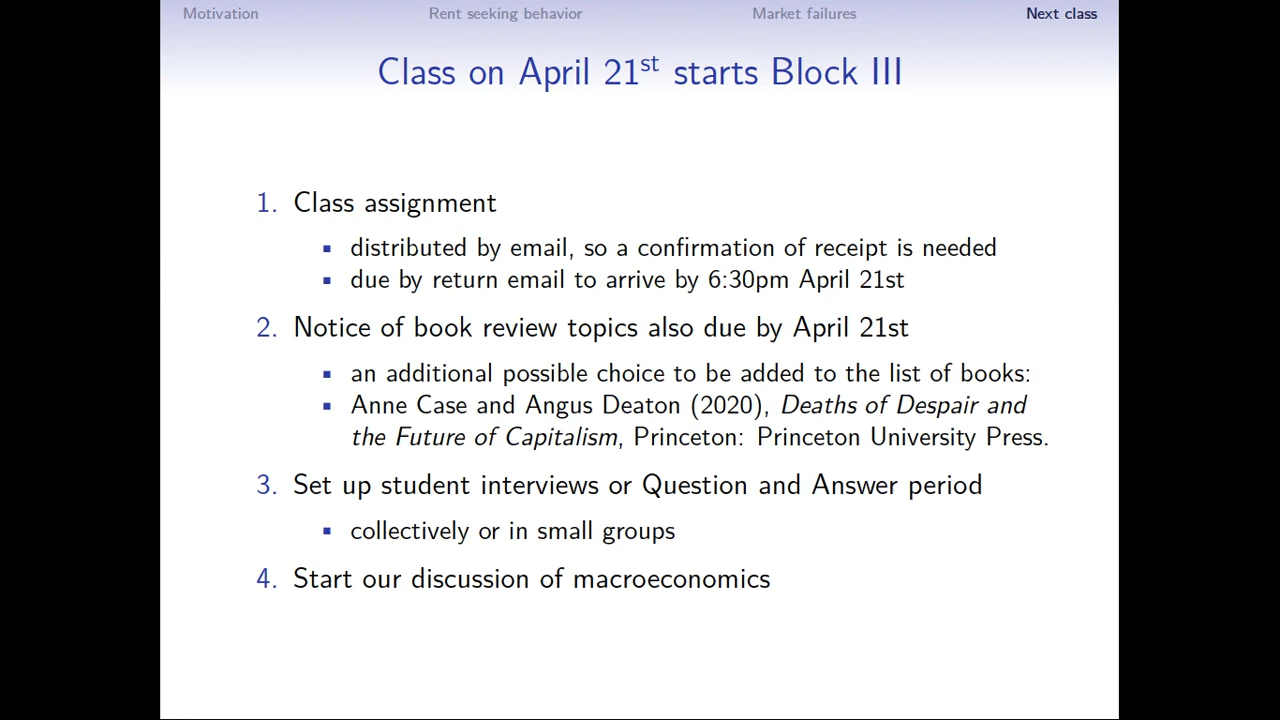 Motivation Rent seeking behavior Market failures Next class
Class on April 21st starts Block III
1. Class assignment
▪ distributed by email, so a confirmation of receipt is needed
▪ due by return email to arrive by 6:30pm April 21st
2. Notice of book review topics also due by April 21st
▪ an additional possible choice to be added to the list of books:
▪ Anne Case and Angus Deaton (2020), Deaths of Despair and
the Future of Capitalism, Princeton: Princeton University Press.
3. Set up student interviews or Question and Answer period
▪ collectively or in small groups
4. Start our discussion of macroeconomics